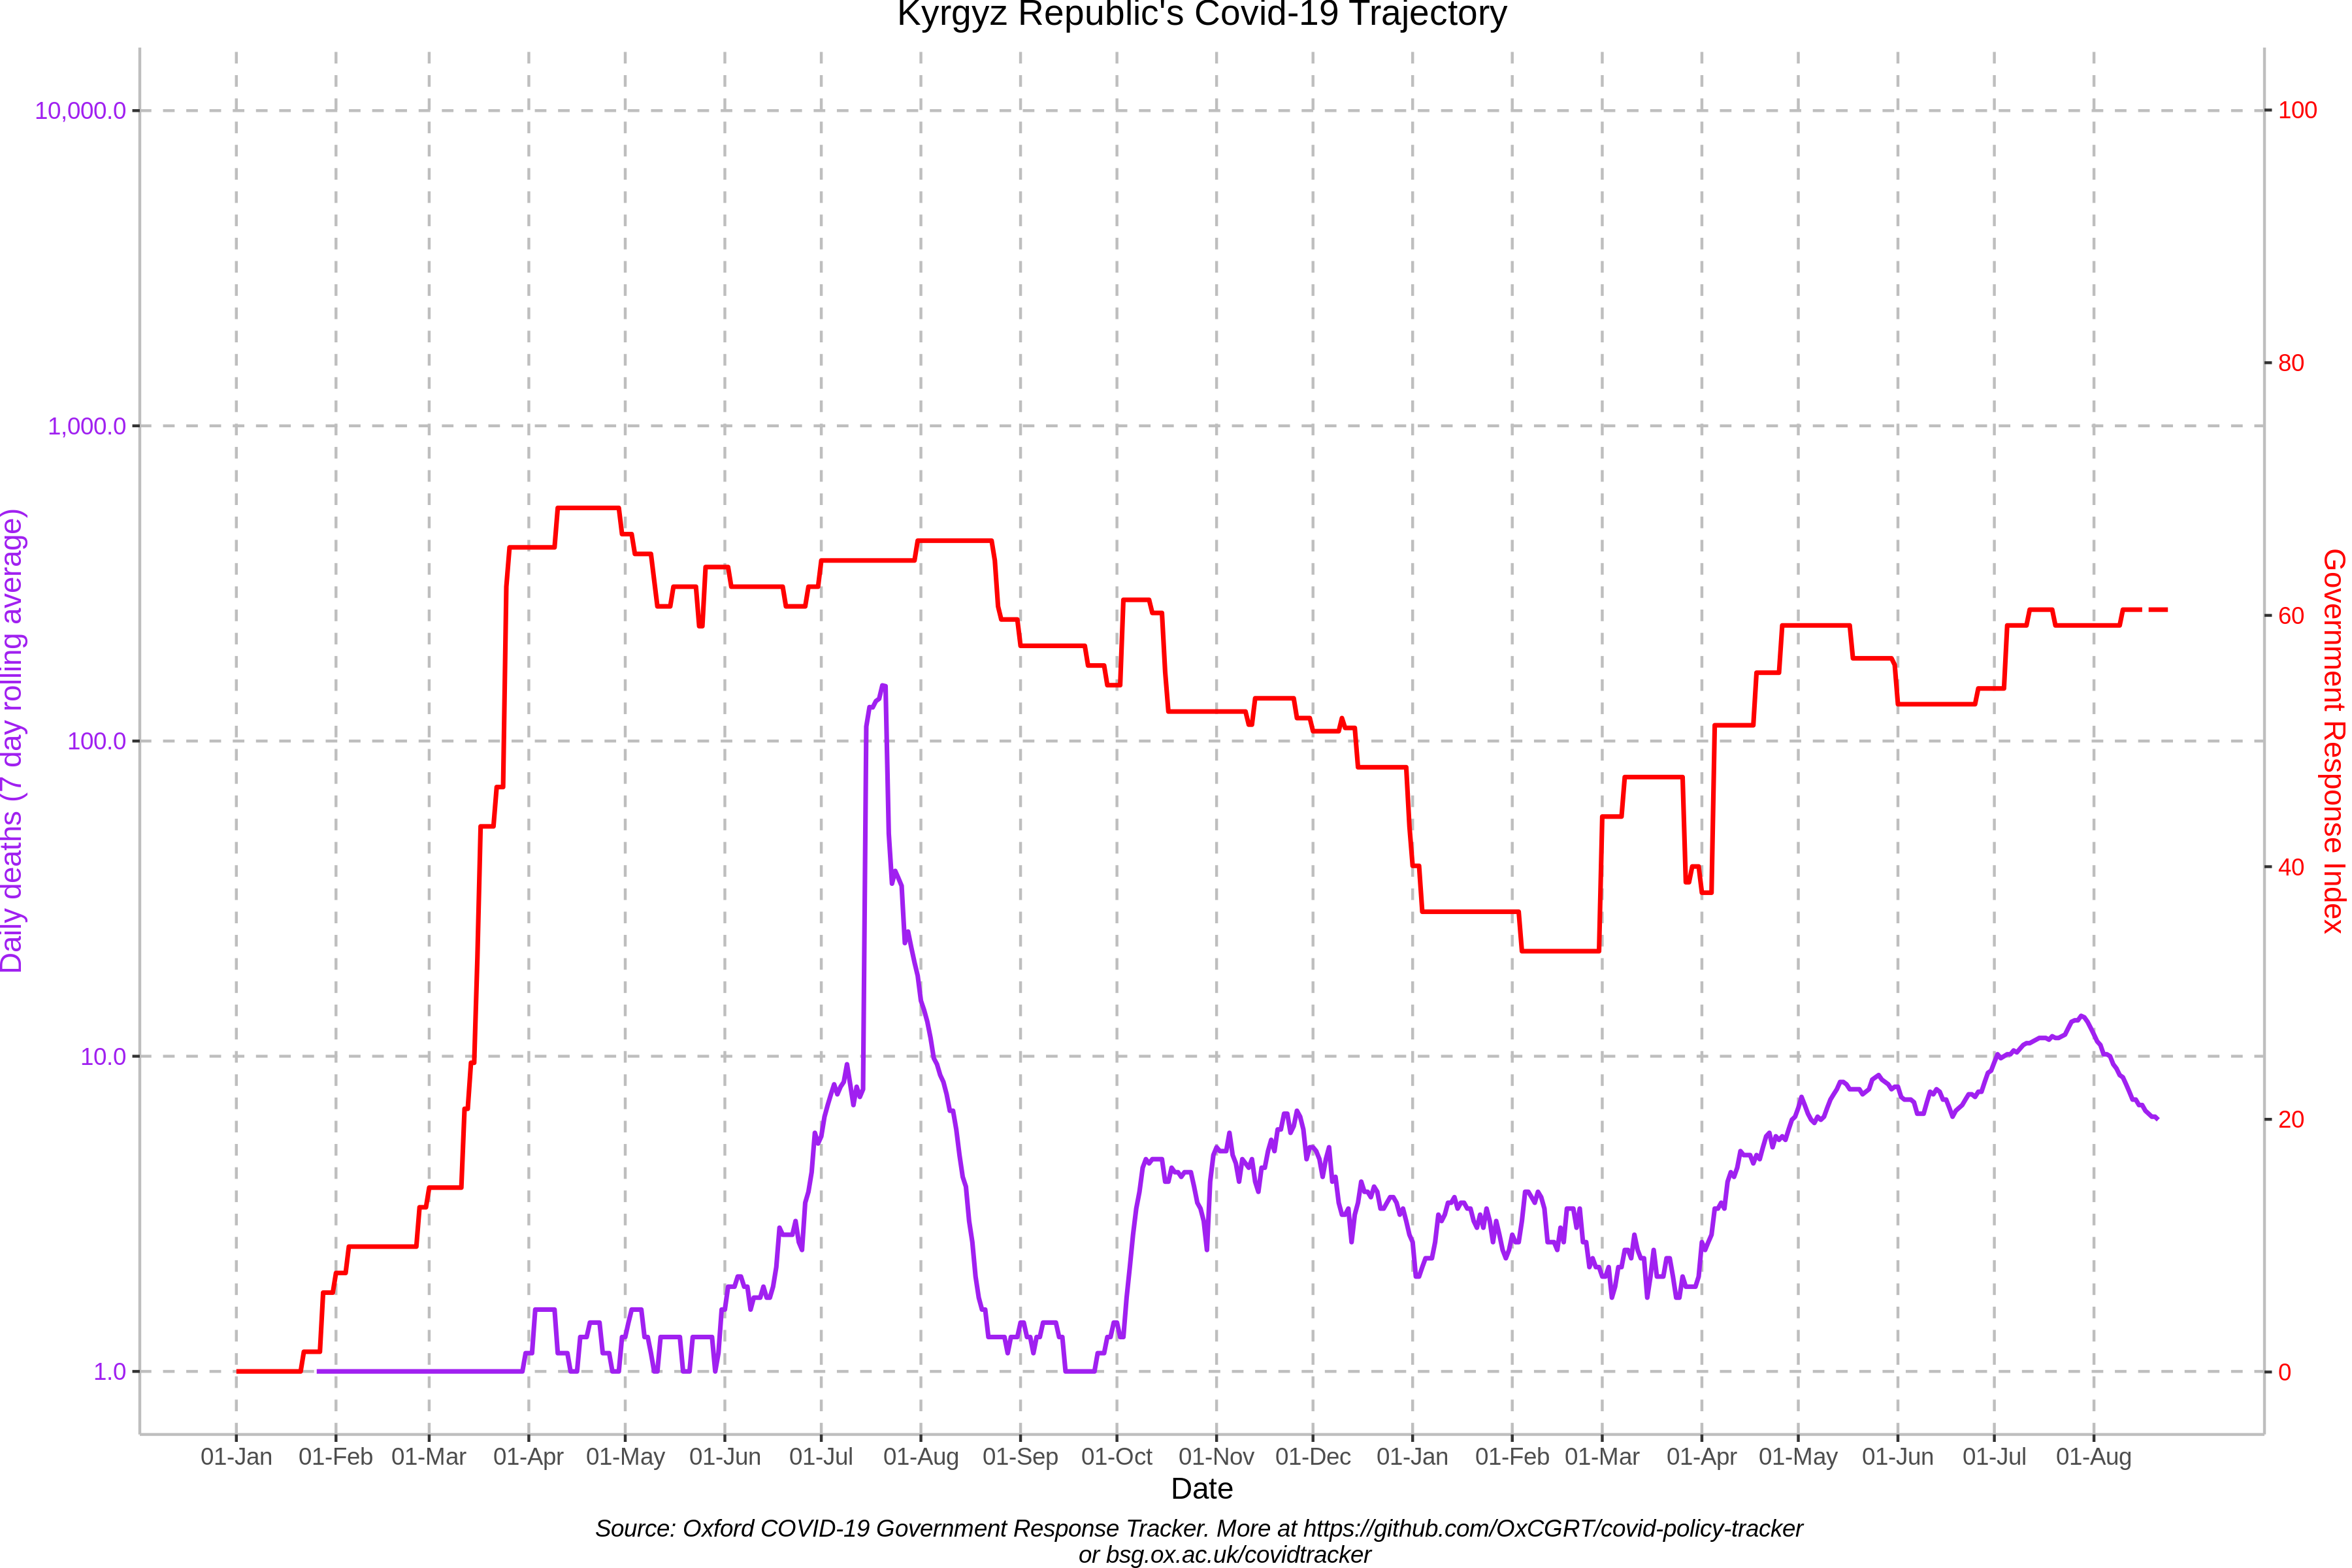 Kyrgyz Republic's Covid-19 Trajectory
10,000.0
1,000.0
100.0
10.0
1.0
Daily deaths (7 day rolling average)
100
80
60
40
20
0
Government Response Index
01-Jan 01-Feb 01-Mar 01-Apr 01-May 01-Jun 01-Jul 01-Aug 01-Sep 01-Oct 01-Nov 01-Dec 01-Jan 01-Feb 01-Mar 01-Apr 01-May 01-Jun 01-Jul 01-Aug
Date
Source: Oxford COVID-19 Government Response Tracker. More at https://github.com/OxCGRT/covid-policy-tracker
or bsg.ox.ac.uk/covidtracker